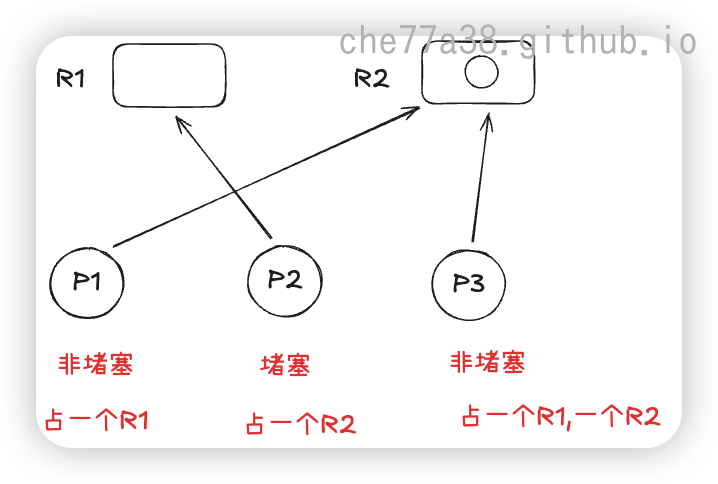 che77a38.github.io
R1
R2
P1
P2
P3
非堵塞
堵塞
非堵塞
占一个R1
占一个R2
占一个R1,一个R2